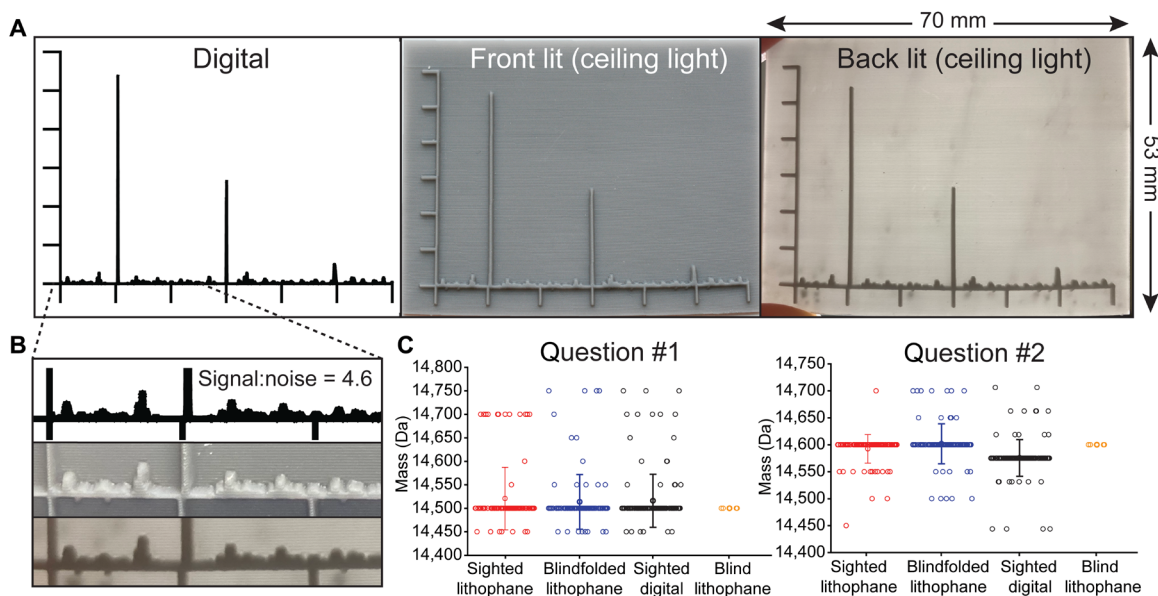 A
Digital
Front lit (ceiling light)
Back lit (ceiling light)
70 mm
53 mm
B
Signal:noise = 4.6
C
Question #1
Mass (Da)
14,800
14,750
14,700
14,650
14,600
14,550
14,500
14,450
14,400
Sighted lithophane
Blindfolded lithophane
Sighted digital
Blind lithophane
Question #2
Mass (Da)
14,750
14,700
14,650
14,600
14,550
14,500
14,450
14,400
Sighted lithophane
Blindfolded lithophane
Sighted digital
Blind lithophane